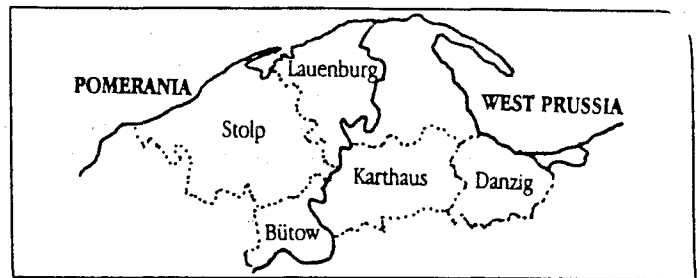 Lauenburg
POMERANIA
WEST PRUSSIA
Stolp
Karthaus
Danzig
Bütow